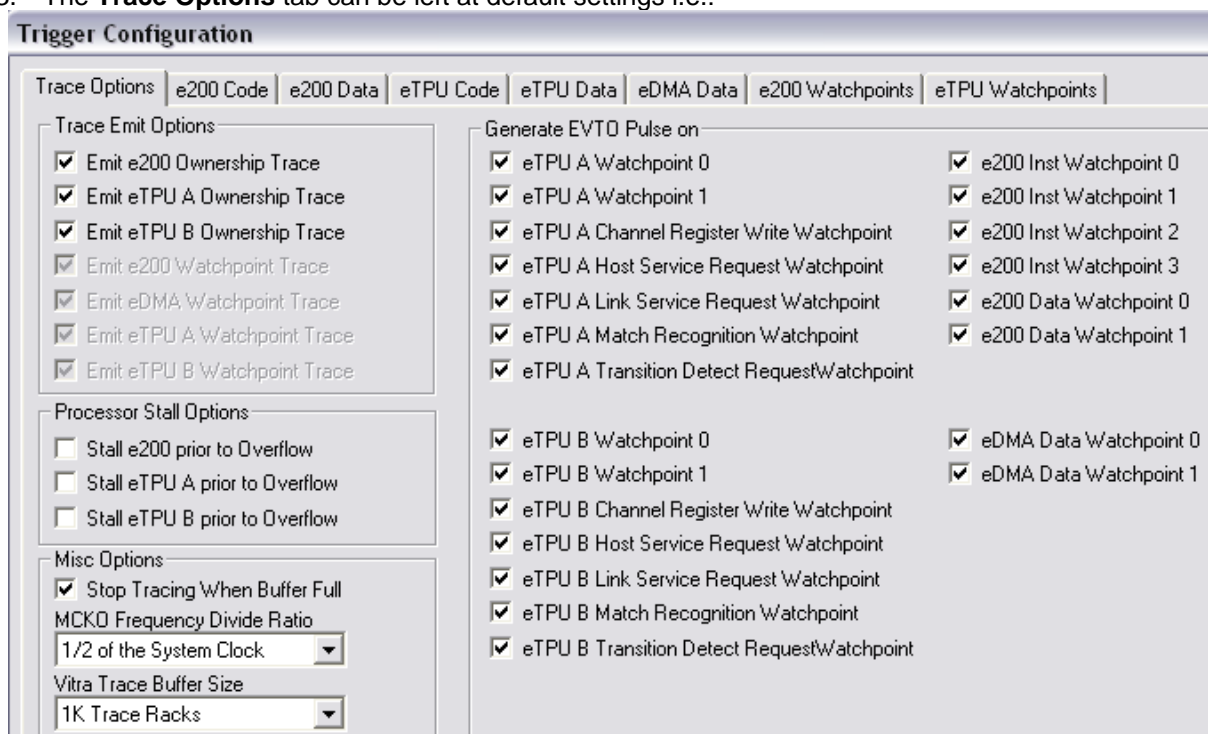 The Trace Options tab can be left at default settings i.e..
Trigger Configuration
Trace Options e200 Code e200 Data eTPU Code eTPU Data eDMA Data e200 Watchpoints eTPU Watchpoints
Trace Emit Options
Emit e200 Ownership Trace
Emit eTPU A Ownership Trace
Emit eTPU B Ownership Trace
Emit e200 Watchpoint Trace
Emit eDMA Watchpoint Trace
Emit eTPU A Watchpoint Trace
Emit eTPU B Watchpoint Trace
Processor Stall Options
Stall e200 prior to Overflow
Stall eTPU A prior to Overflow
Stall eTPU B prior to Overflow
Misc Options
Stop Tracing When Buffer Full
MCKO Frequency Divide Ratio
1/2 of the System Clock
Vitra Trace Buffer Size
1K Trace Racks
Generate EVTO Pulse on
eTPU A Watchpoint 0
eTPU A Watchpoint 1
eTPU A Channel Register Write Watchpoint
eTPU A Host Service Request Watchpoint
eTPU A Link Service Request Watchpoint
eTPU A Match Recognition Watchpoint
eTPU A Transition Detect RequestWatchpoint
eTPU B Watchpoint 0
eTPU B Watchpoint 1
eTPU B Channel Register Write Watchpoint
eTPU B Host Service Request Watchpoint
eTPU B Link Service Request Watchpoint
eTPU B Match Recognition Watchpoint
eTPU B Transition Detect RequestWatchpoint
e200 Inst Watchpoint 0
e200 Inst Watchpoint 1
e200 Inst Watchpoint 2
e200 Inst Watchpoint 3
e200 Data Watchpoint 0
e200 Data Watchpoint 1
eDMA Data Watchpoint 0
eDMA Data Watchpoint 1